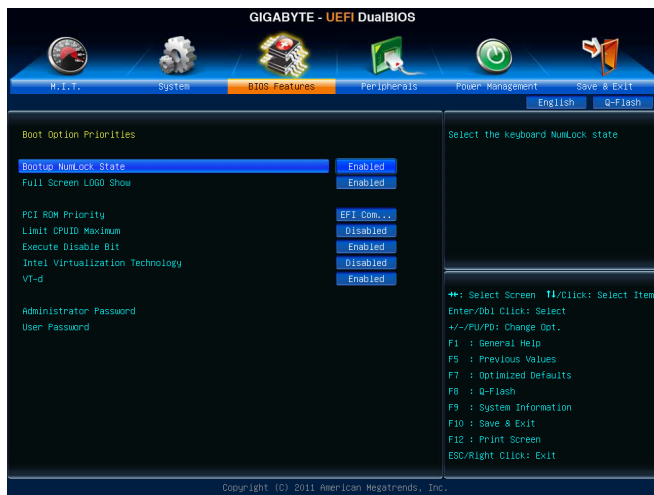 GIGABYTE - UEFI DualBIOS
M.I.T.
System
BIOS Features
Peripherals
Power Management
Save & Exit
English
Q-Flash
Boot Option Priorities
Bootup NumLock State Enabled
Full Screen LOGO Show Enabled
PCI ROM Priority EFI Com...
Limit CPUID Maximum Disabled
Execute Disable Bit Enabled
Intel Virtualization Technology Disabled
VT-d Enabled
Administrator Password
User Password
Select the keyboard NumLock state
→←: Select Screen ↑↓/Click: Select Item
Enter/Dbl Click: Select
+/-/PU/PD: Change Opt.
F1 : General Help
F5 : Previous Values
F7 : Optimized Defaults
F8 : Q-Flash
F9 : System Information
F10 : Save & Exit
F12 : Print Screen
ESC/Right Click: Exit
Copyright (C) 2011 American Megatrends, Inc.